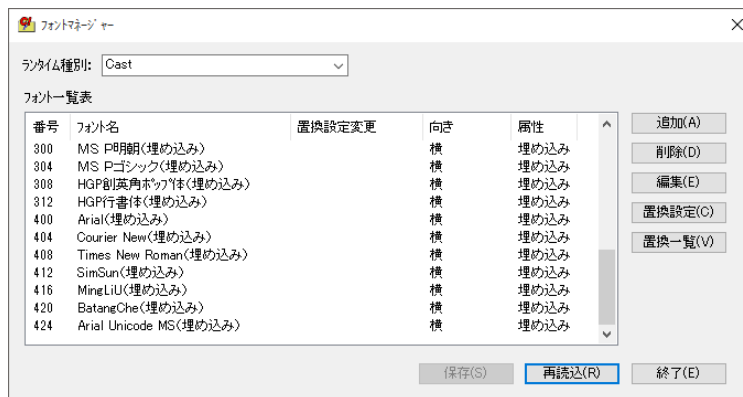 フォントマネージャー
ランタイム種別: Cast
フォント一覧表
番号 フォント名 置換設定変更 向き 属性
300 MS P明朝(埋め込み) 横 埋め込み
304 MS Pゴシック(埋め込み) 横 埋め込み
308 HGP創英角ポップ体(埋め込み) 横 埋め込み
312 HGP行書体(埋め込み) 横 埋め込み
400 Arial(埋め込み) 横 埋め込み
404 Courier New(埋め込み) 横 埋め込み
408 Times New Roman(埋め込み) 横 埋め込み
412 SimSun(埋め込み) 横 埋め込み
416 MingLiU(埋め込み) 横 埋め込み
420 BatangChe(埋め込み) 横 埋め込み
424 Arial Unicode MS(埋め込み) 横 埋め込み
追加(A)
削除(D)
編集(E)
置換設定(C)
置換一覧(V)
保存(S) 再読込(R) 終了(E)